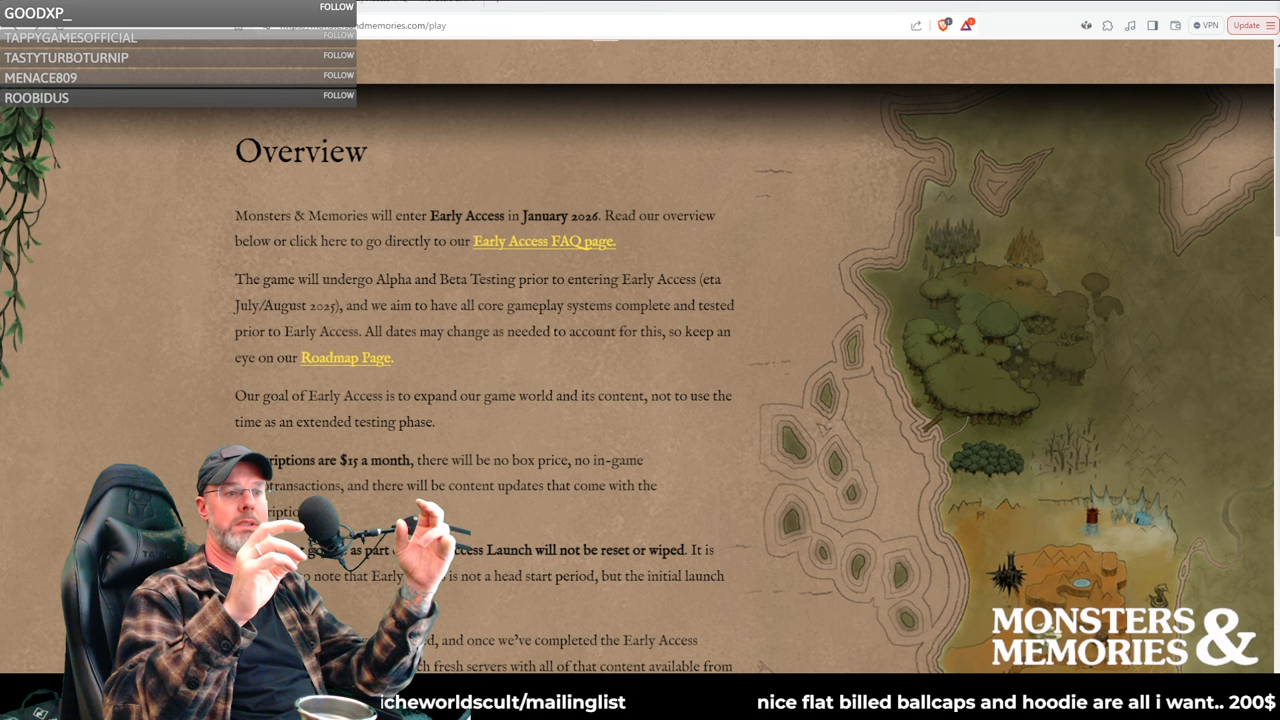 GOODXP_ FOLLOW
TAPPYGAMESOFFICIAL FOLLOW
TASTYTURBOTURNIP FOLLOW
MENACE809 FOLLOW
ROOBIDUS FOLLOW
ndmemories.com/play
VPN
Update
Overview
Monsters & Memories will enter Early Access in January 2026. Read our overview
below or click here to go directly to our Early Access FAQ page.
The game will undergo Alpha and Beta Testing prior to entering Early Access (eta
July/August 2025), and we aim to have all core gameplay systems complete and tested
prior to Early Access. All dates may change as needed to account for this, so keep an
eye on our Roadmap Page.
Our goal of Early Access is to expand our game world and its content, not to use the
time as an extended testing phase.
riptions are $15 a month, there will be no box price, no in-game
transactions, and there will be content updates that come with the
ription
as part ccess Launch will not be reset or wiped. It is
note that Early is not a head start period, but the initial launch
d, and once we've completed the Early Access
ch fresh servers with all of that content available from
MONSTERS &
MEMORIES
icheworldscult/mailinglist nice flat billed ballcaps and hoodie are all i want.. 200$